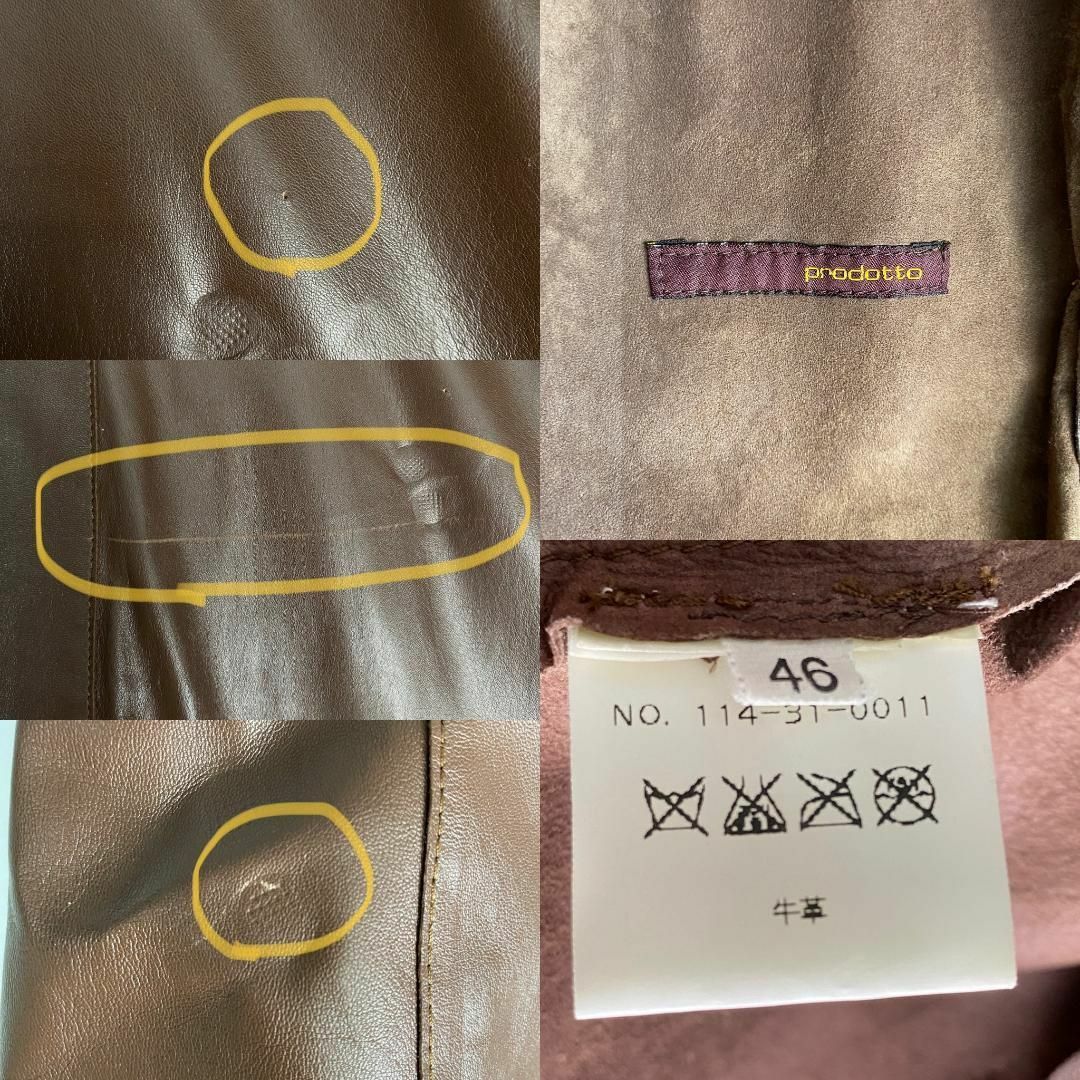 prodotto
46
NO. 114-31-0011
牛革